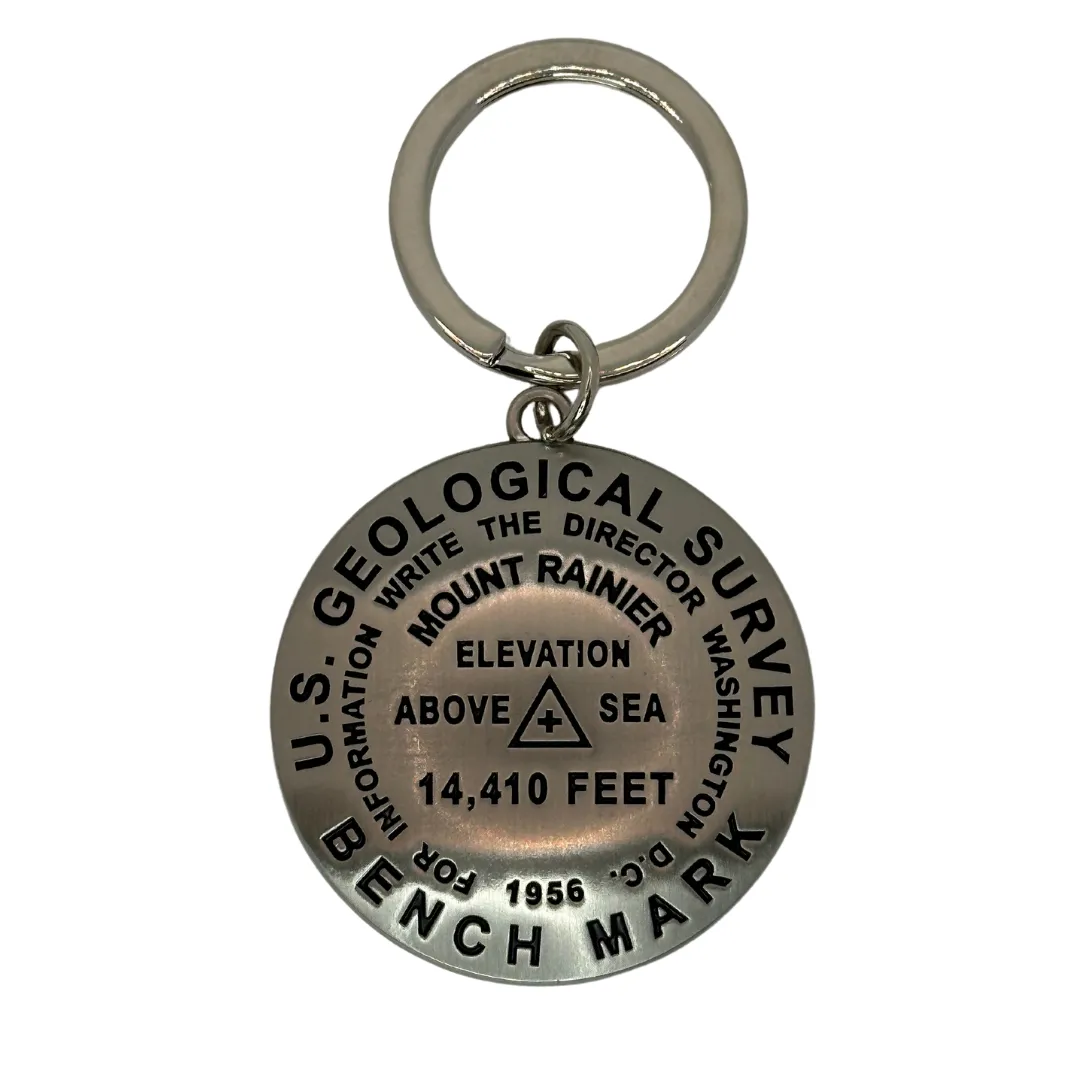 U.S. GEOLOGICAL SURVEY
FOR INFORMATION WRITE THE DIRECTOR WASHINGTON D.C.
MOUNT RAINIER
ELEVATION
ABOVE SEA
14,410 FEET
1956
BENCH MARK